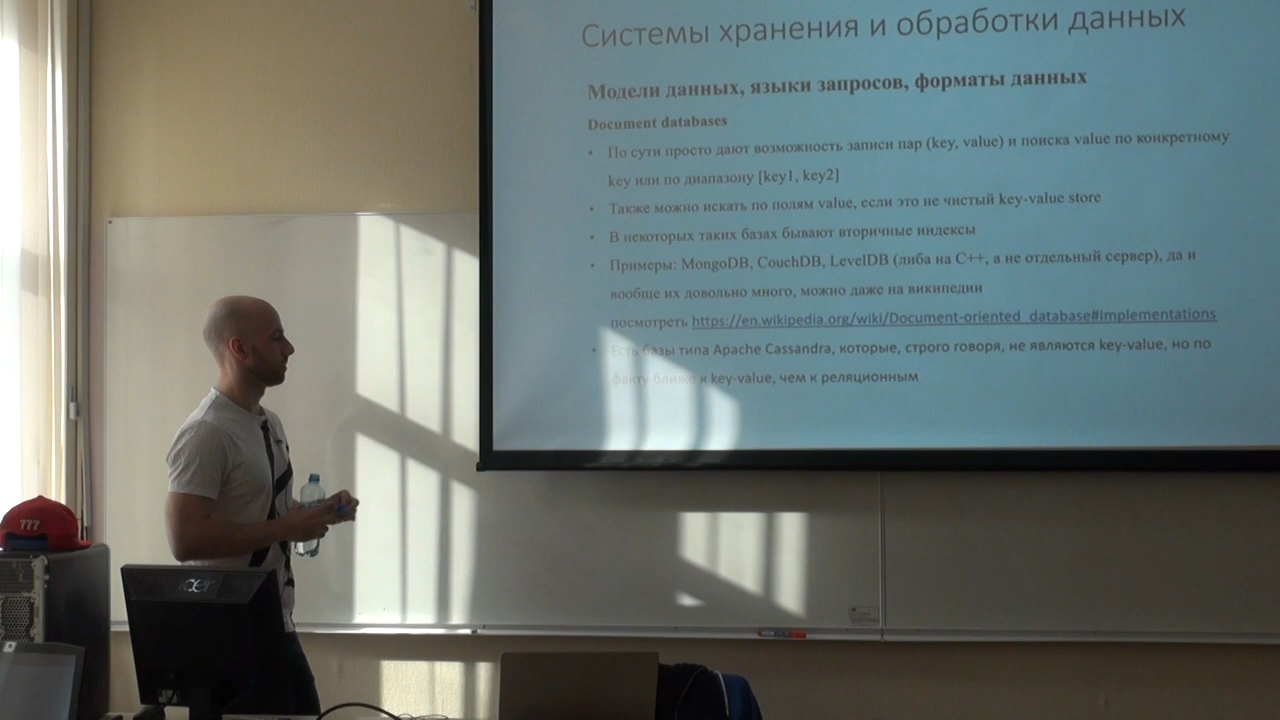 Системы хранения и обработки данных
Модели данных, языки запросов, форматы данных
Document databases
• По сути просто дают возможность записи пар (key, value) и поиска value по конкретному
key или по диапазону [key1, key2]
• Также можно искать по полям value, если это не чистый key-value store
• В некоторых таких базах бывают вторичные индексы
• Примеры: MongoDB, CouchDB, LevelDB (либа на C++, а не отдельный сервер), да и
вообще их довольно много, можно даже на википедии
посмотреть https://en.wikipedia.org/wiki/Document-oriented_database#Implementations
• Есть базы типа Apache Cassandra, которые, строго говоря, не являются key-value, но по
факту ближе к key-value, чем к реляционным
777
acer